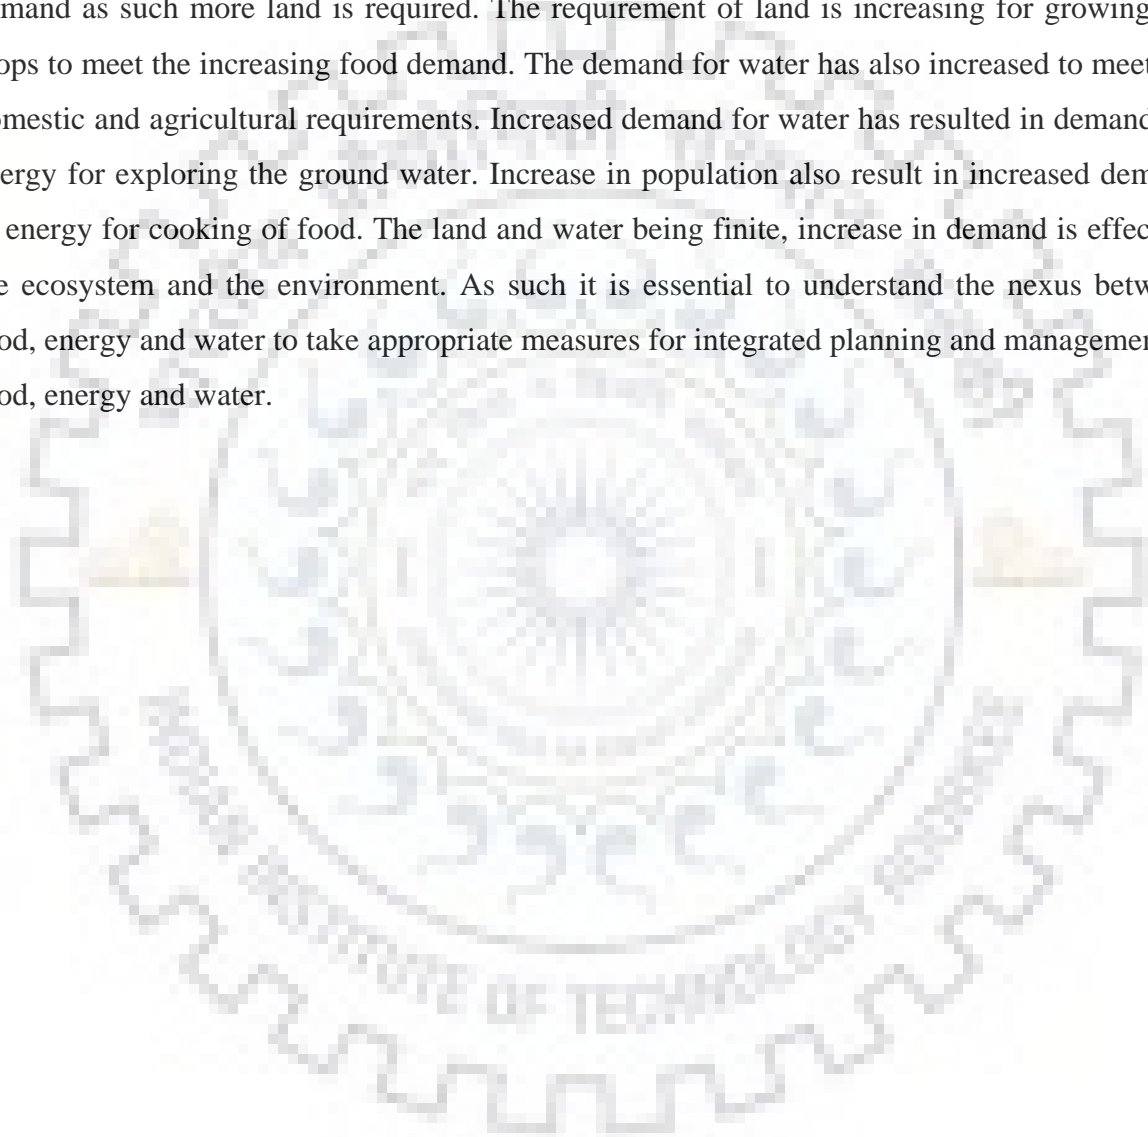 mand as such more land is required. The requirement of land is increasing for growing
ops to meet the increasing food demand. The demand for water has also increased to meet
omestic and agricultural requirements. Increased demand for water has resulted in demand
ergy for exploring the ground water. Increase in population also result in increased dem
energy for cooking of food. The land and water being finite, increase in demand is effec
e ecosystem and the environment. As such it is essential to understand the nexus betw
od, energy and water to take appropriate measures for integrated planning and managemen
od, energy and water.
INSTITUTE OF TECHNOLOGY